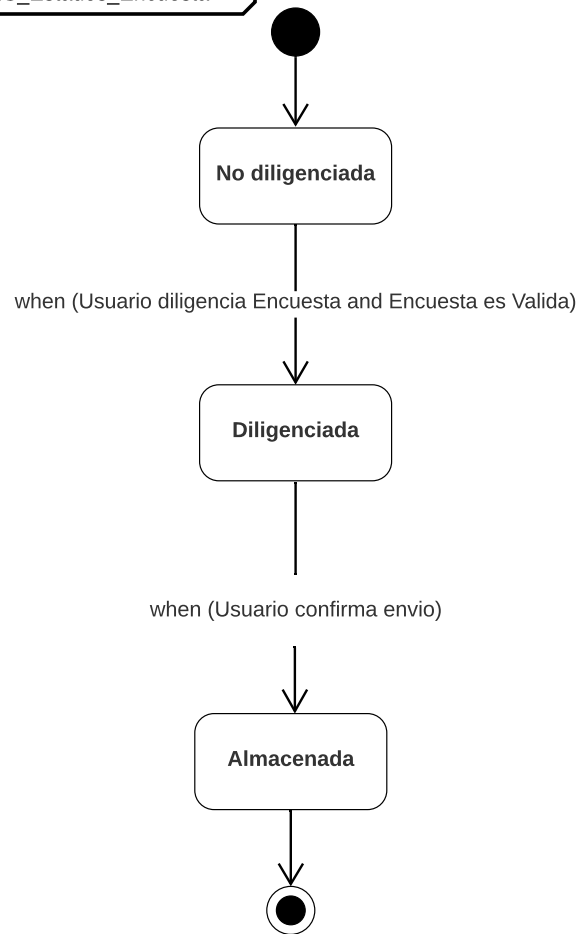 No diligenciada
when (Usuario diligencia Encuesta and Encuesta es Valida)
Diligenciada
when (Usuario confirma envio)
Almacenada